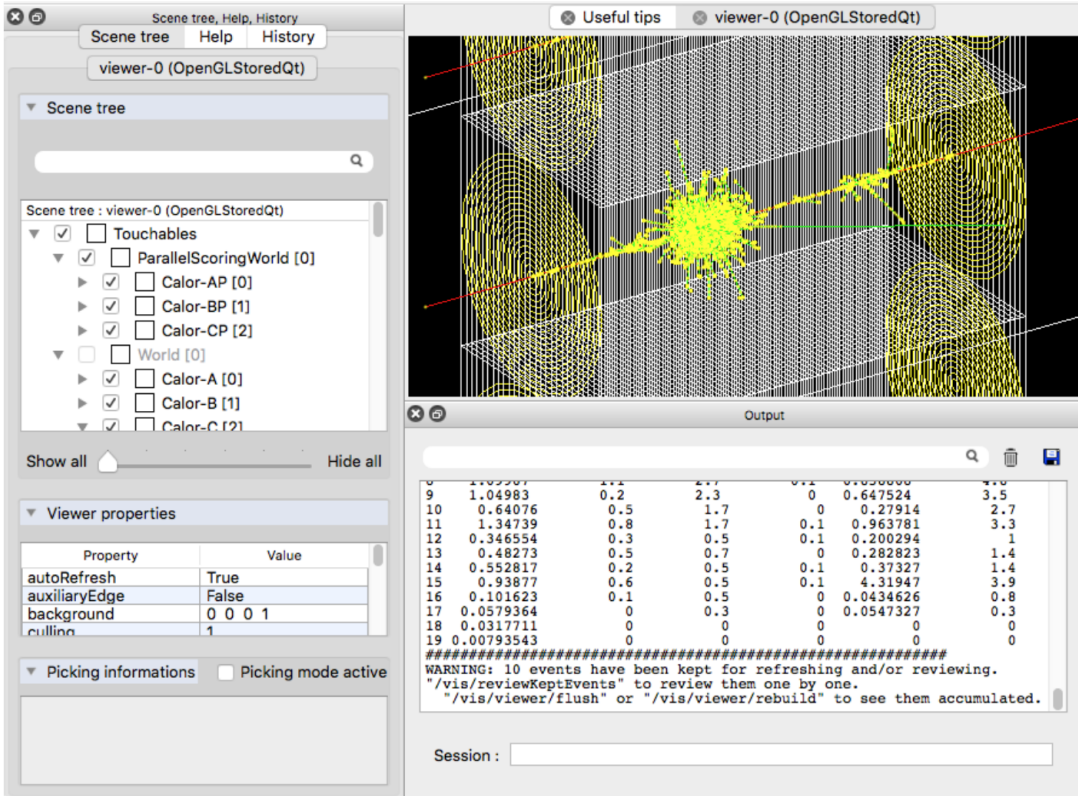 Scene tree, Help, History
Scene tree Help History
viewer-0 (OpenGLStoredQt)
Scene tree
Scene tree : viewer-0 (OpenGLStoredQt)
Touchables
ParallelScoringWorld [0]
Calor-AP [0]
Calor-BP [1]
Calor-CP [2]
World [0]
Calor-A [0]
Calor-B [1]
Calor-C [2]
Show all Hide all
Viewer properties
Property Value
autoRefresh True
auxiliaryEdge False
background 0 0 0 1
culling 1
Picking informations Picking mode active
Useful tips viewer-0 (OpenGLStoredQt)
Output
9 1.04983 0.2 2.3 0 0.647524 3.5
10 0.64076 0.5 1.7 0 0.27914 2.7
11 1.34739 0.8 1.7 0.1 0.963781 3.3
12 0.346554 0.3 0.5 0.1 0.200294 1
13 0.48273 0.5 0.7 0 0.282823 1.4
14 0.552817 0.2 0.5 0.1 0.37327 1.4
15 0.93877 0.6 0.5 0.1 4.31947 3.9
16 0.101623 0.1 0.5 0 0.0434626 0.8
17 0.0579364 0 0.3 0 0.0547327 0.3
18 0.0317711 0 0 0 0 0
19 0.00793543 0 0 0 0 0
############################################################
WARNING: 10 events have been kept for refreshing and/or reviewing.
"/vis/reviewKeptEvents" to review them one by one.
"/vis/viewer/flush" or "/vis/viewer/rebuild" to see them accumulated.
Session :